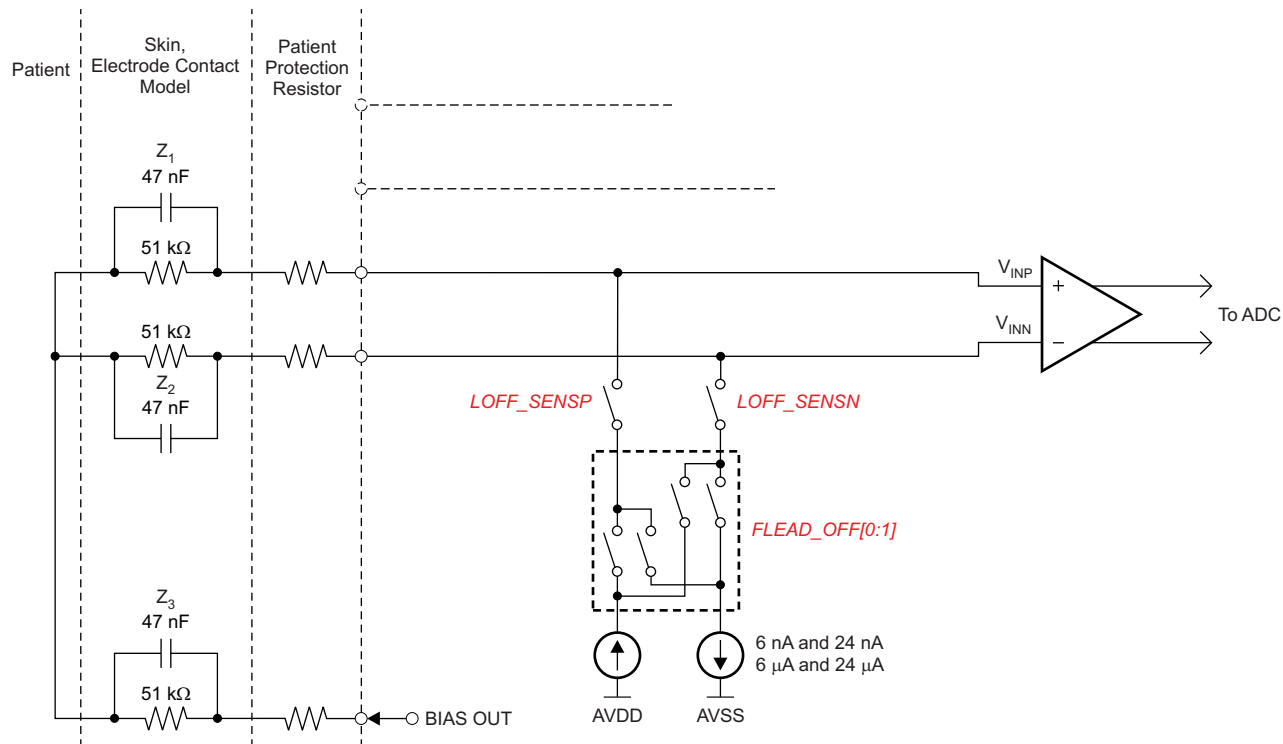 Patient
Skin,
Electrode Contact
Model
Patient
Protection
Resistor
Z1
47 nF
51 kΩ
51 kΩ
Z2
47 nF
VINP
VINN
+
−
To ADC
LOFF_SENSP
LOFF_SENSN
FLEAD_OFF[0:1]
Z3
47 nF
51 kΩ
BIAS OUT
6 nA and 24 nA
6 μA and 24 μA
AVDD
AVSS